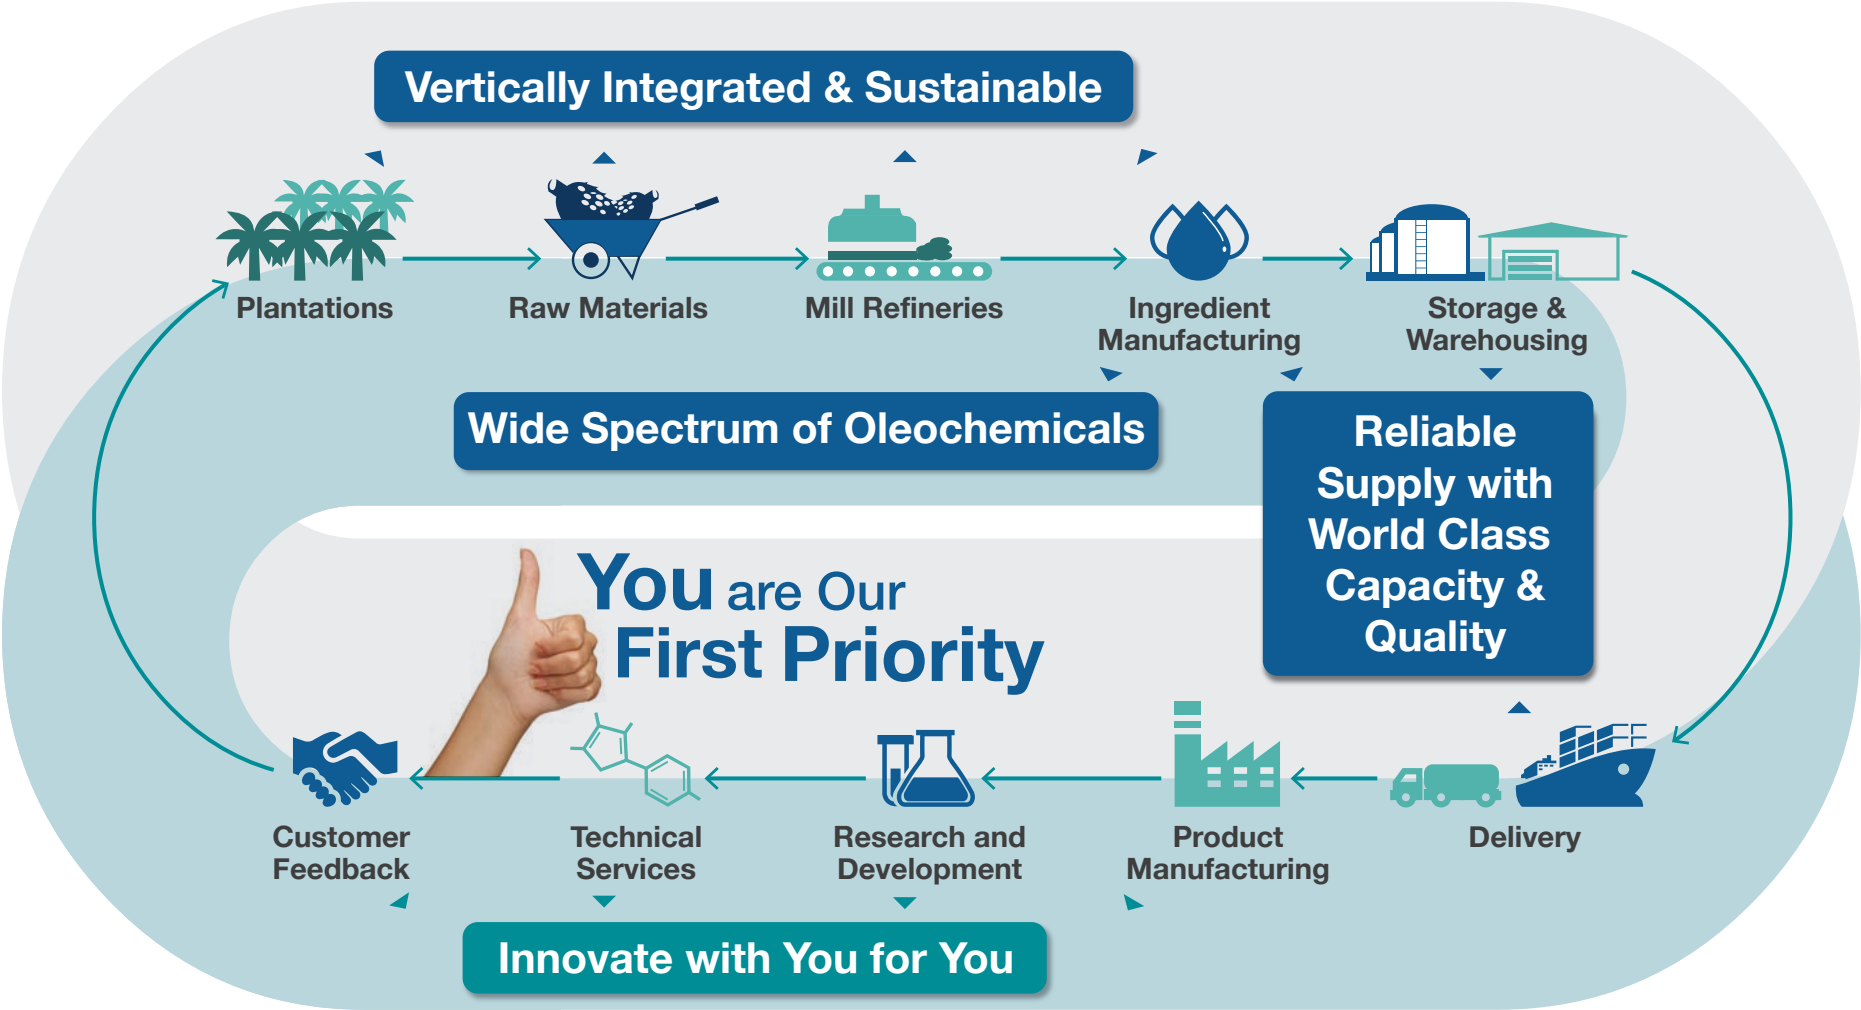 Vertically Integrated & Sustainable
Plantations
Raw Materials
Mill Refineries
Ingredient
Manufacturing
Storage &
Warehousing
Wide Spectrum of Oleochemicals
Reliable
Supply with
World Class
Capacity &
Quality
You are Our
First Priority
Customer
Feedback
Technical
Services
Research and
Development
Product
Manufacturing
Delivery
Innovate with You for You